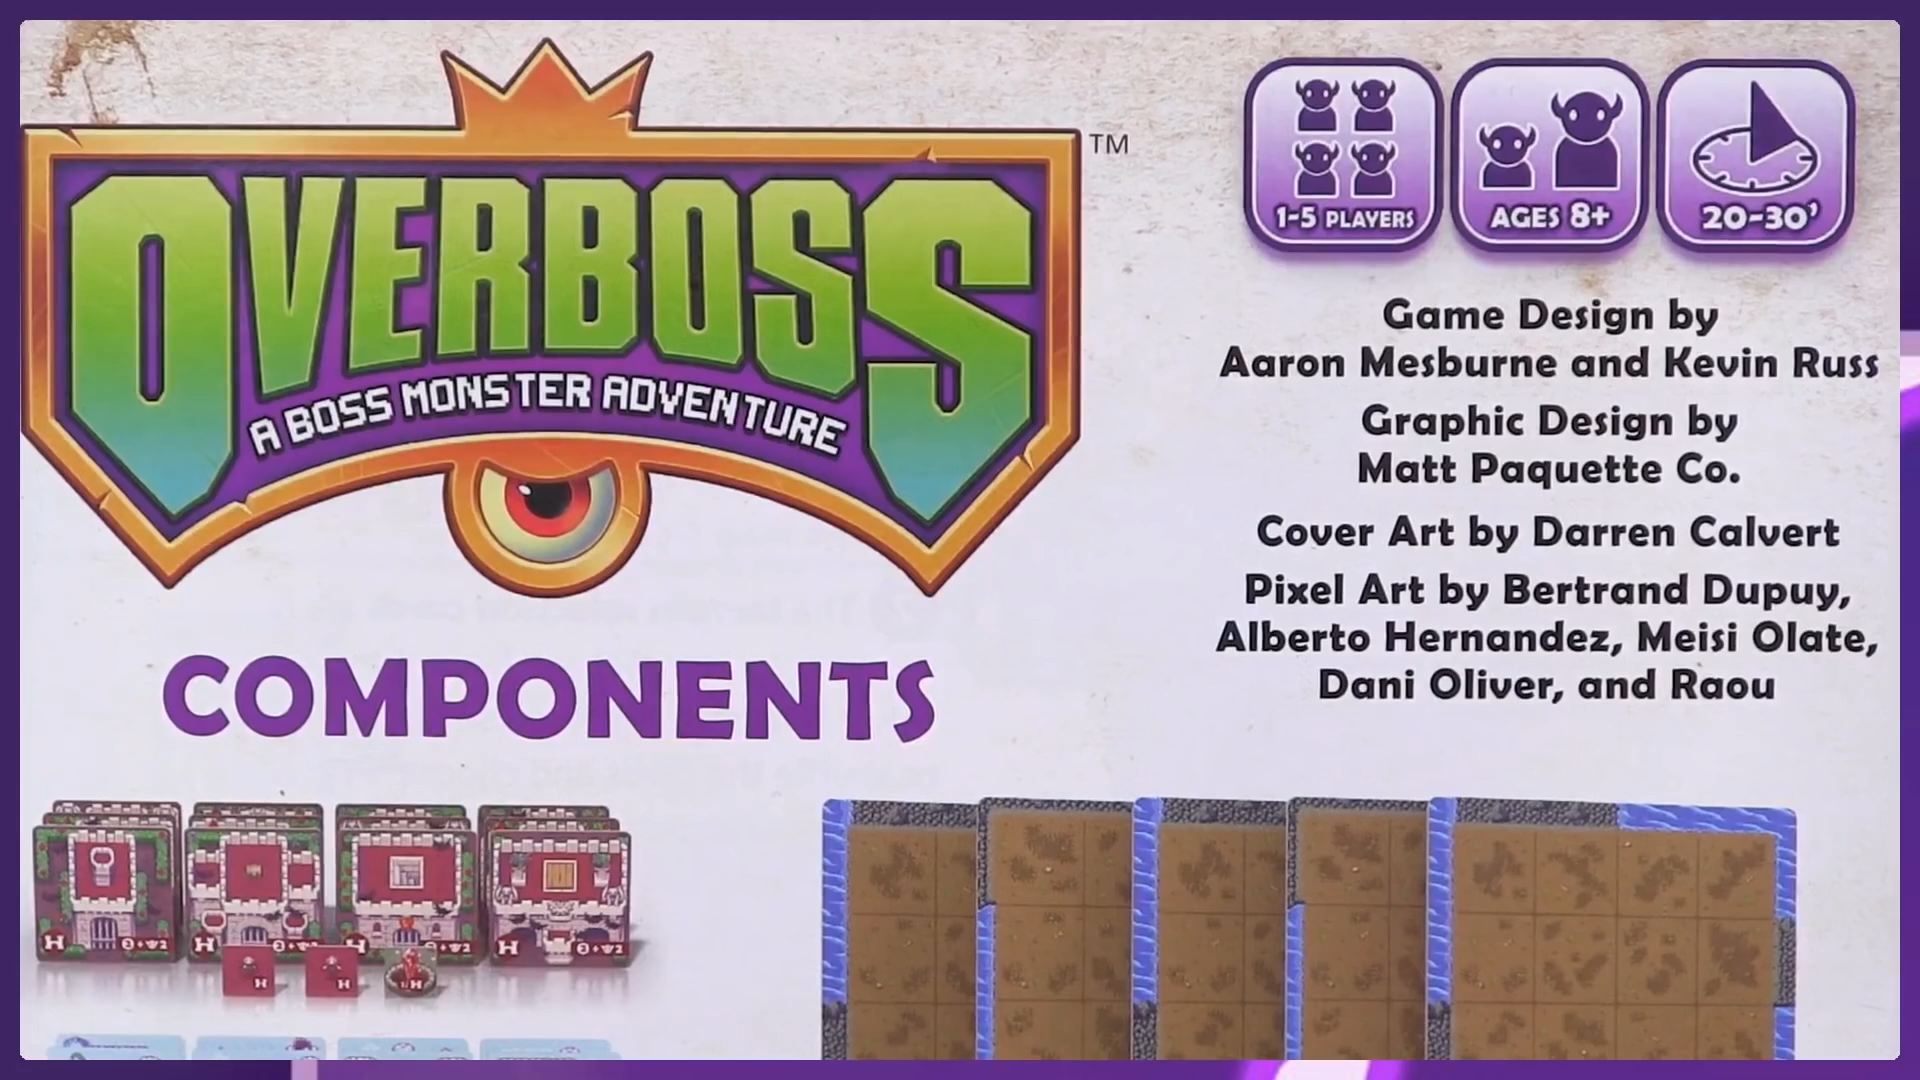 OVERBOSS
TM
A BOSS MONSTER ADVENTURE
1-5 PLAYERS
AGES 8+
20-30'
Game Design by
Aaron Mesburne and Kevin Russ
Graphic Design by
Matt Paquette Co.
Cover Art by Darren Calvert
Pixel Art by Bertrand Dupuy,
Alberto Hernandez, Meisi Olate,
Dani Oliver, and Raou
COMPONENTS
H
H
H
H
H
H
H